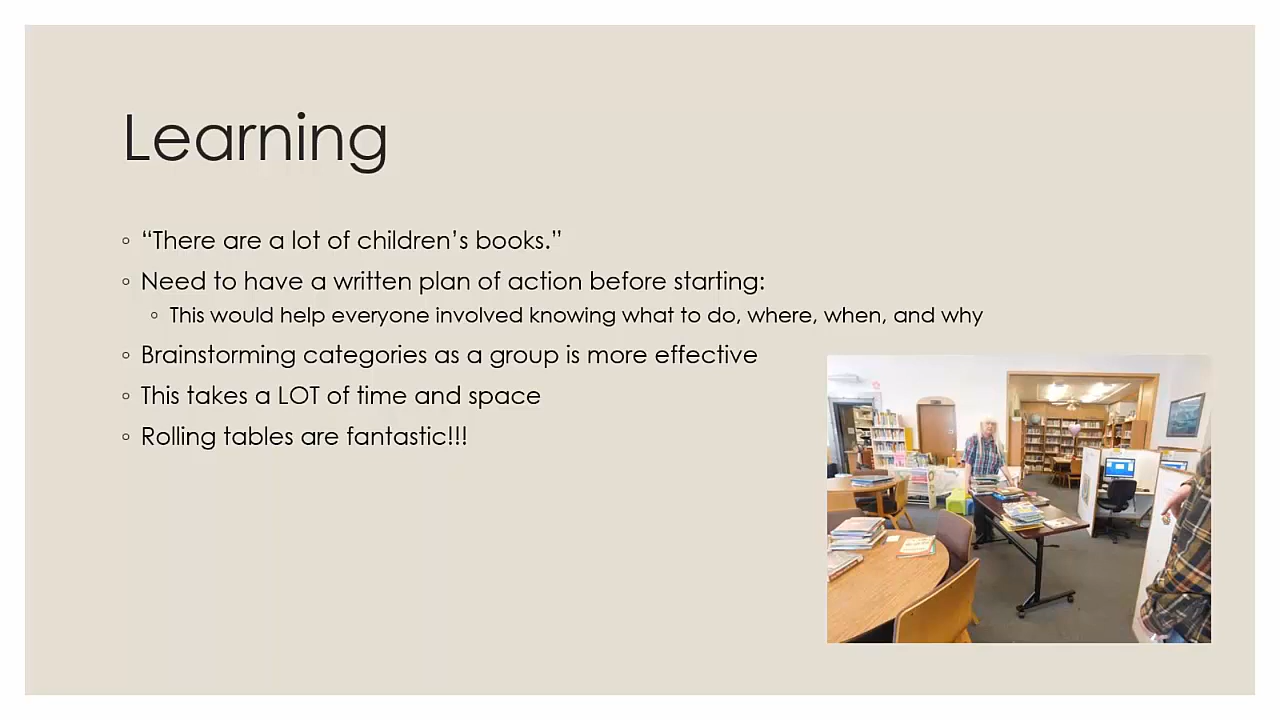 Learning
“There are a lot of children’s books.”
Need to have a written plan of action before starting:
This would help everyone involved knowing what to do, where, when, and why
Brainstorming categories as a group is more effective
This takes a LOT of time and space
Rolling tables are fantastic!!!